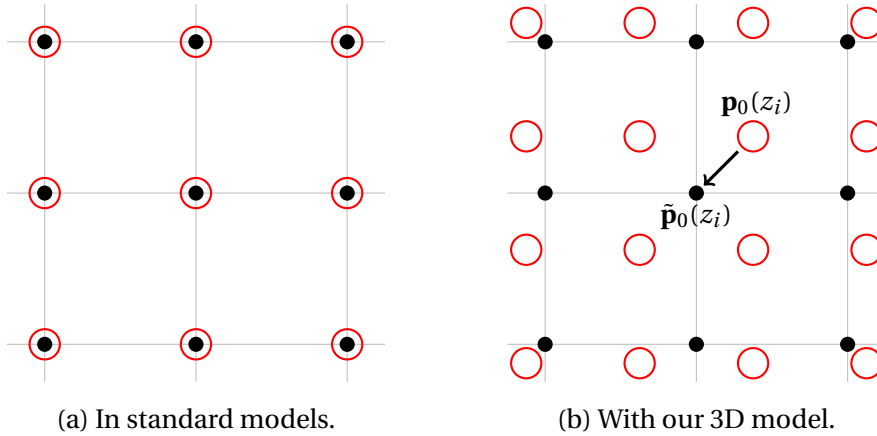 𝐩₀(zᵢ)
𝐩̃₀(zᵢ)
(a) In standard models.
(b) With our 3D model.